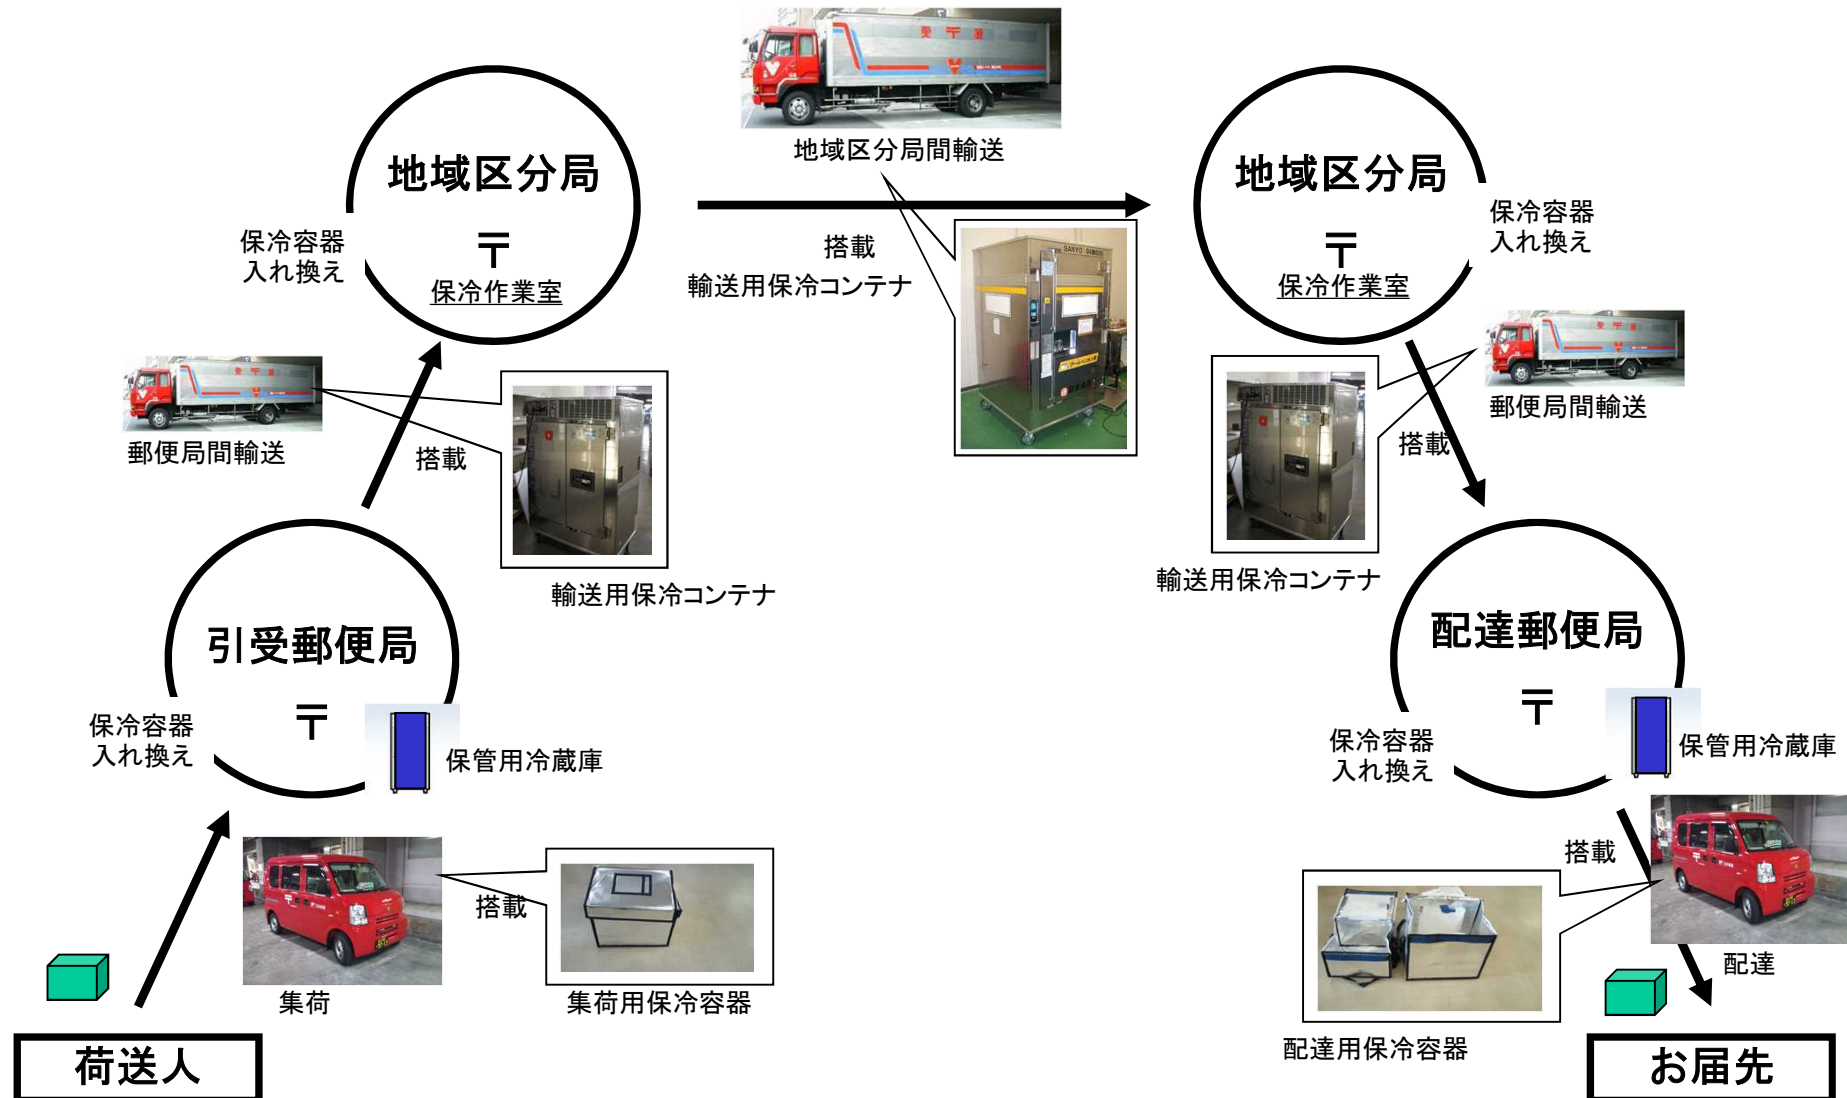 地域区分局
〒
保冷作業室
保冷容器
入れ換え
地域区分局間輸送
搭載
輸送用保冷コンテナ
SANYO
地域区分局
〒
保冷作業室
保冷容器
入れ換え
郵便局間輸送
搭載
輸送用保冷コンテナ
郵便局間輸送
搭載
輸送用保冷コンテナ
引受郵便局
〒
保冷容器
入れ換え
保管用冷蔵庫
配達郵便局
〒
保冷容器
入れ換え
保管用冷蔵庫
集荷
搭載
集荷用保冷容器
搭載
配達
配達用保冷容器
荷送人
お届先